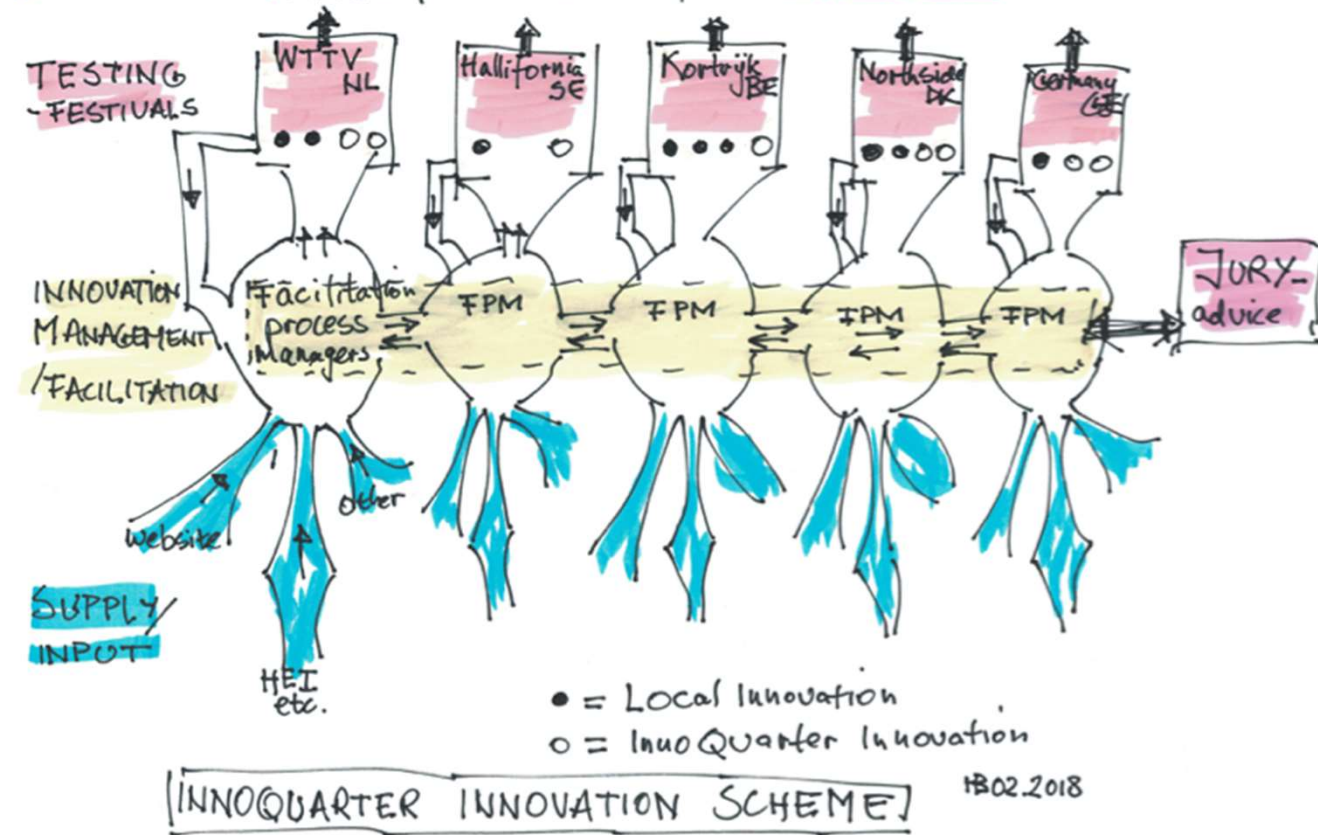 TESTING
-FESTIVALS
WTTV
NL
Hallifornia
SE
Kortrijk
BE
Northside
DK
Germany
GE
INNOVATION
MANAGEMENT
/FACILITATION
Facilitation
process
managers
FPM
FPM
FPM
FPM
JURY-
advice
website
other
HEI
etc.
SUPPLY/
INPUT
● = Local Innovation
○ = InnoQuarter Innovation
INNOQUARTER INNOVATION SCHEME
HB02.2018